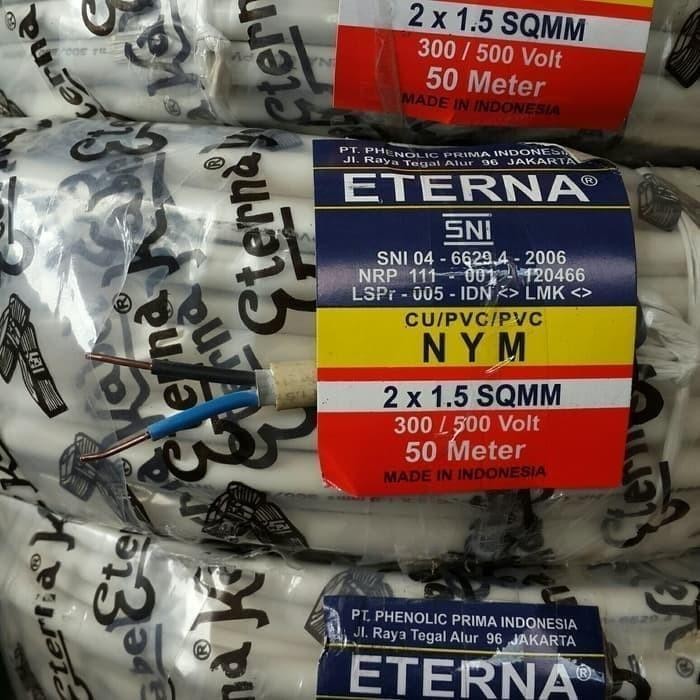 2 x 1.5 SQMM
300 / 500 Volt
50 Meter
MADE IN INDONESIA
Eterna
PT. PHENOLIC PRIMA INDONESIA
Jl. Raya Tegal Alur 96 JAKARTA
ETERNA®
SNI
SNI 04 - 6629.4 - 2006
NRP 111 - 001 - 120466
LSPr - 005 - IDN <> LMK <>
CU/PVC/PVC
NYM
2 x 1.5 SQMM
300 / 500 Volt
50 Meter
MADE IN INDONESIA
Eterna
PT. PHENOLIC PRIMA INDONESIA
Jl. Raya Tegal Alur 96 JAKARTA
ETERNA®